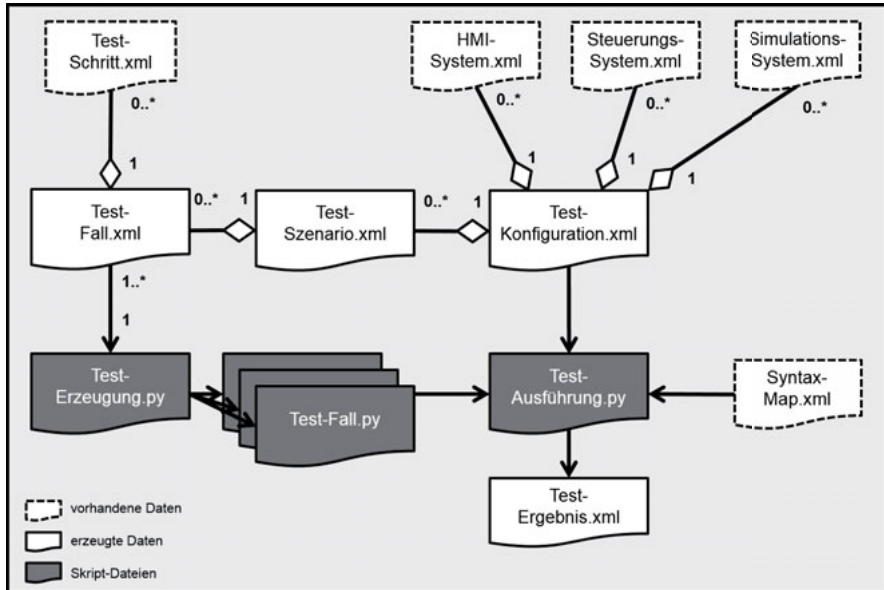 Test-
Schritt.xml
HMI-
System.xml
Steuerungs-
System.xml
Simulations-
System.xml
0..*
0..*
0..*
0..*
1
1
1
1
Test-
Fall.xml
0..*
1
Test-
Szenario.xml
0..*
1
Test-
Konfiguration.xml
1..*
1
Test-
Erzeugung.py
Test-Fall.py
Test-
Ausführung.py
Syntax-
Map.xml
Test-
Ergebnis.xml
vorhandene Daten
erzeugte Daten
Skript-Dateien